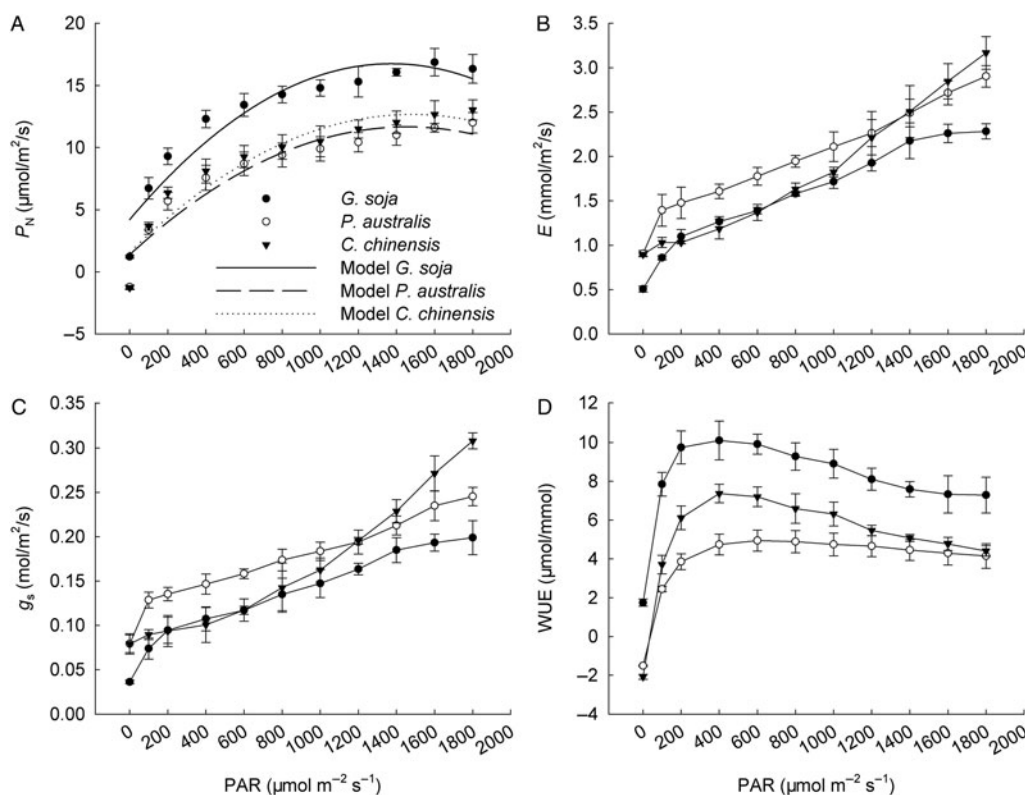 A
20
15
10
5
0
–5
P_N (µmol/m²/s)
G. soja
P. australis
C. chinensis
Model G. soja
Model P. australis
Model C. chinensis
0 200 400 600 800 1000 1200 1400 1600 1800 2000
B
3.5
3.0
2.5
2.0
1.5
1.0
0.5
0.0
E (mmol/m²/s)
0 200 400 600 800 1000 1200 1400 1600 1800 2000
C
0.35
0.30
0.25
0.20
0.15
0.10
0.05
0.00
g_s (mol/m²/s)
0 200 400 600 800 1000 1200 1400 1600 1800 2000
PAR (µmol m⁻² s⁻¹)
D
12
10
8
6
4
2
0
–2
–4
WUE (µmol/mmol)
0 200 400 600 800 1000 1200 1400 1600 1800 2000
PAR (µmol m⁻² s⁻¹)